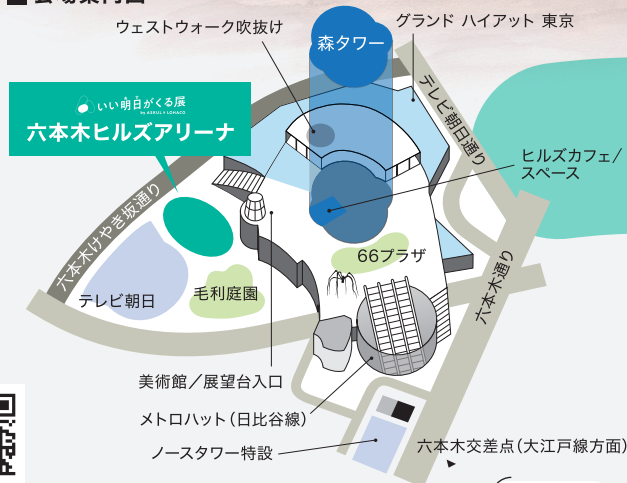 ウェストウォーク吹抜け
森タワー
グランド ハイアット 東京
いい明日がくる展
by ASKUL + LOHACO
六本木ヒルズアリーナ
テレビ朝日通り
ヒルズカフェ/
スペース
六本木けやき坂通り
66プラザ
六本木通り
テレビ朝日
毛利庭園
美術館/展望台入口
メトロハット(日比谷線)
ノースタワー特設
六本木交差点(大江戸線方面)